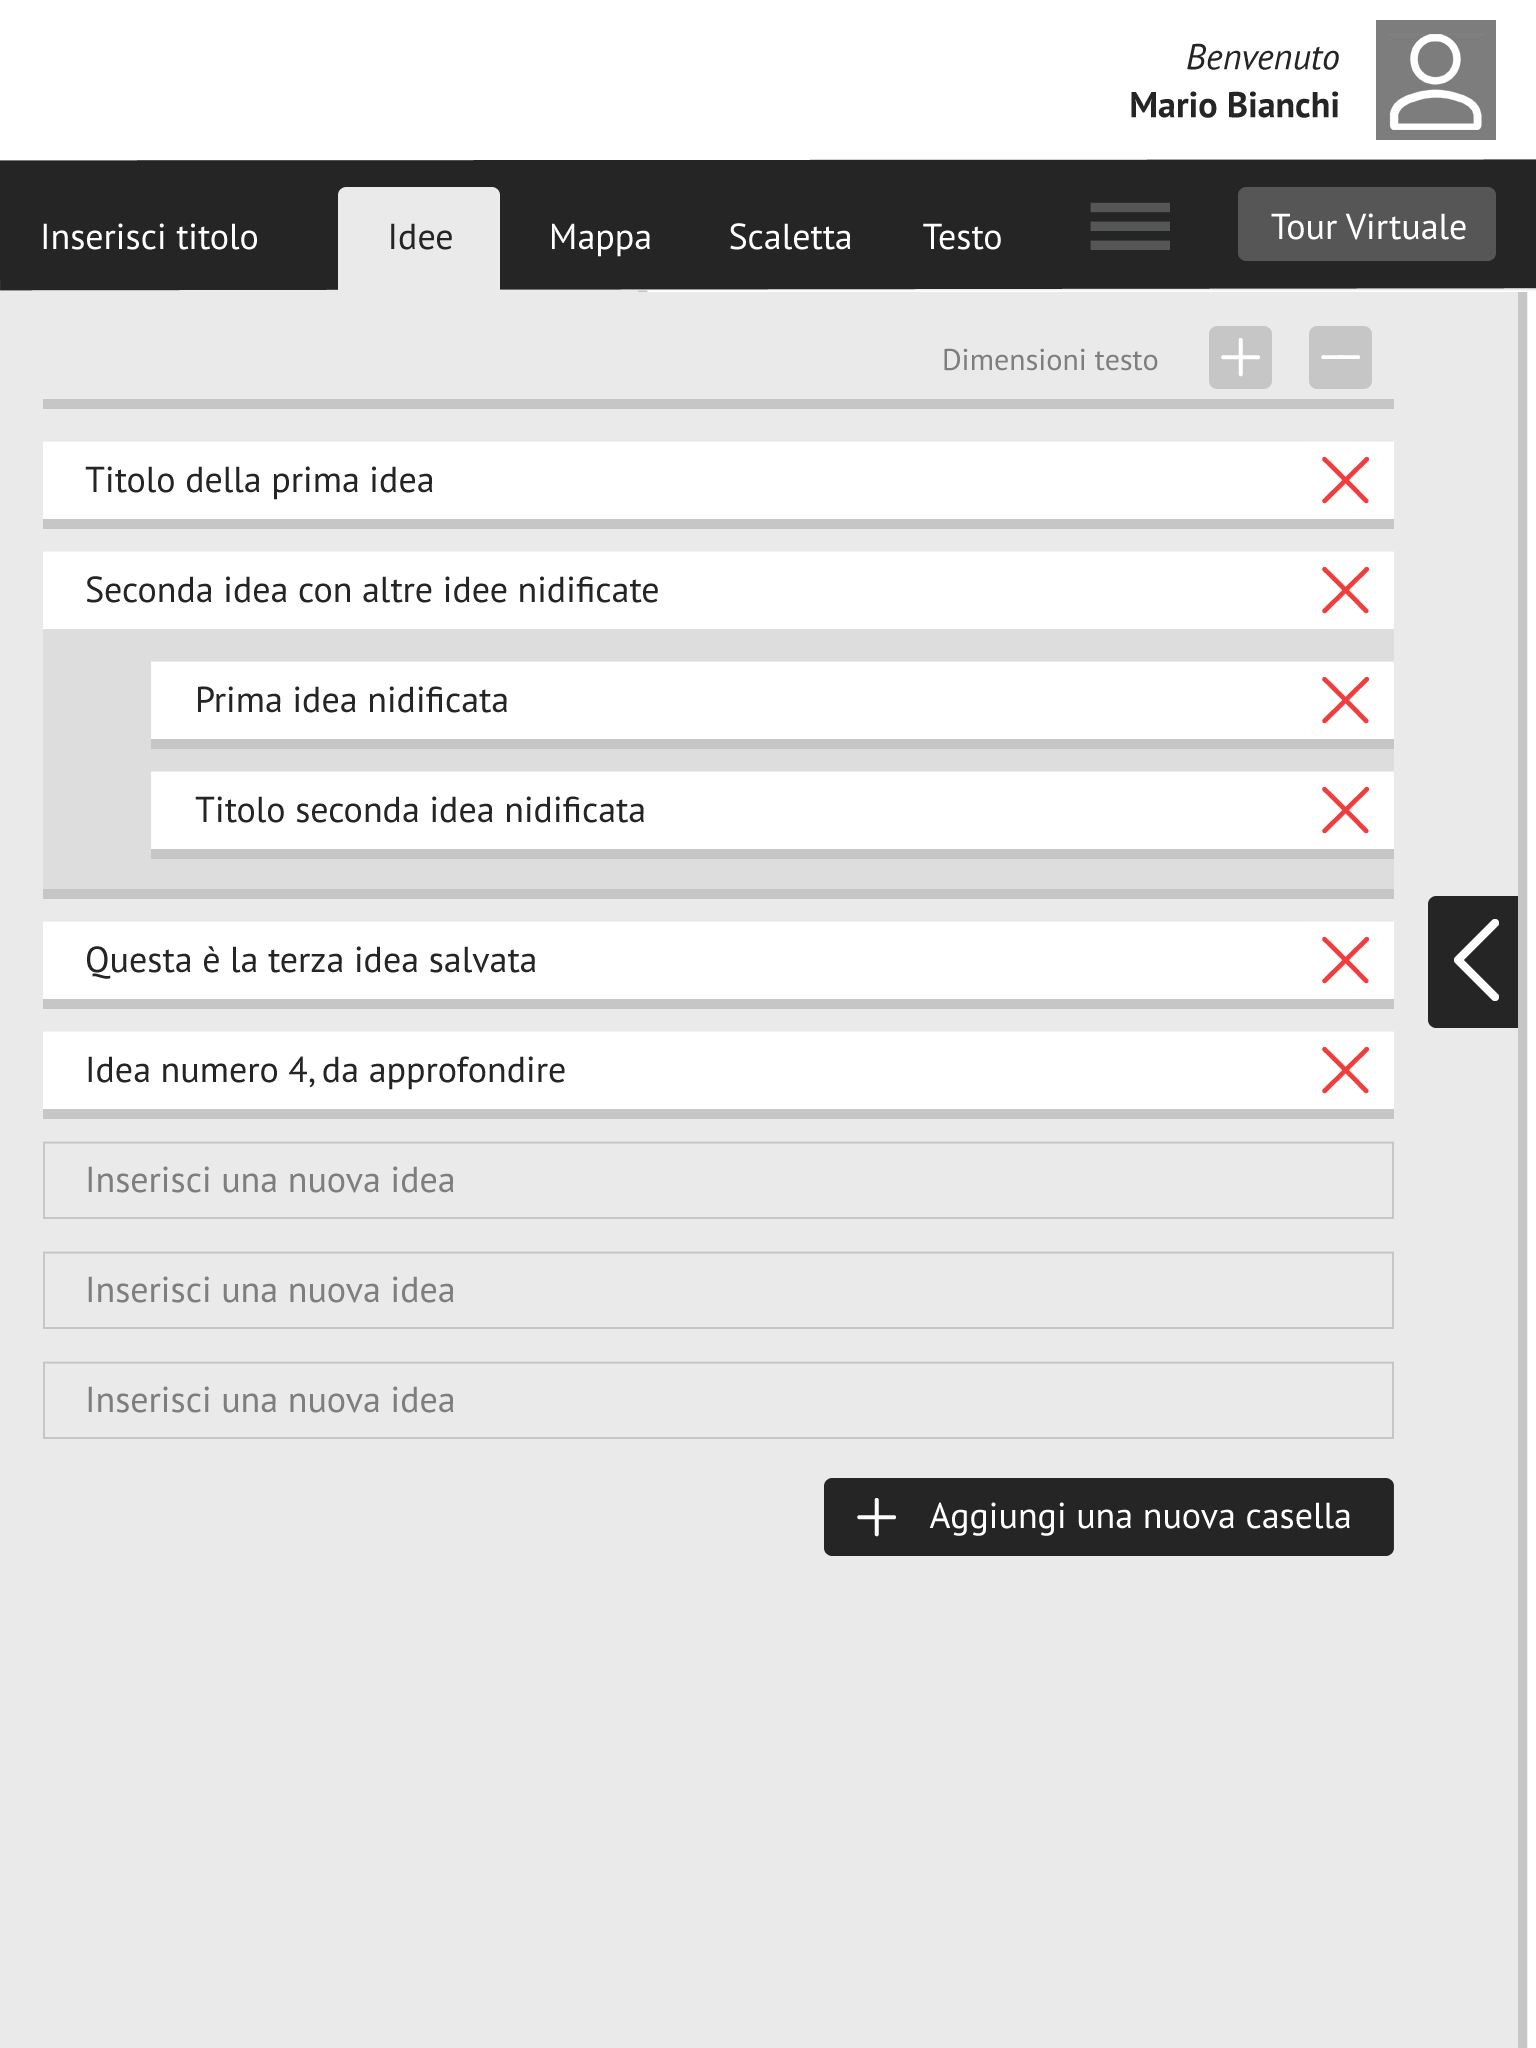 Benvenuto
Mario Bianchi
Inserisci titolo
Idee
Mappa
Scaletta
Testo
Tour Virtuale
Dimensioni testo
Titolo della prima idea
Seconda idea con altre idee nidificate
Prima idea nidificata
Titolo seconda idea nidificata
Questa è la terza idea salvata
Idea numero 4, da approfondire
Inserisci una nuova idea
Inserisci una nuova idea
Inserisci una nuova idea
Aggiungi una nuova casella